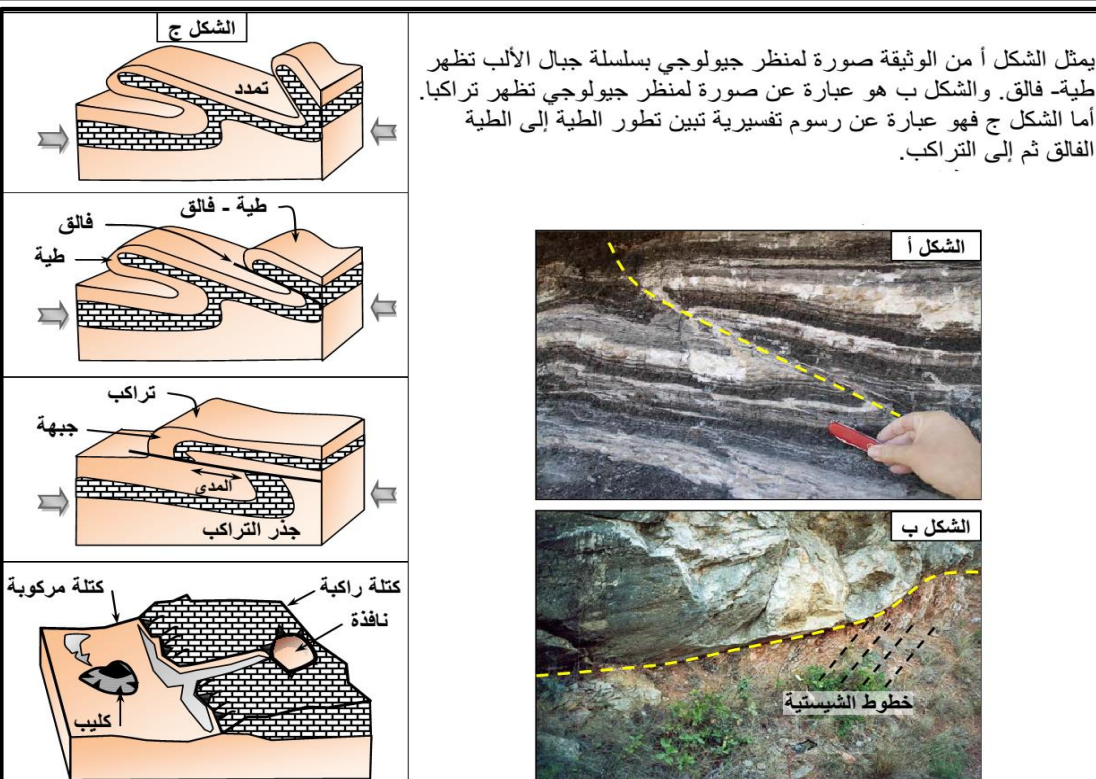 يمثل الشكل أ من الوثيقة صورة لمنظر جيولوجي بسلسلة جبال الألب تظهر
طية- فالق. والشكل ب هو عبارة عن صورة لمنظر جيولوجي تظهر تراكبا.
أما الشكل ج فهو عبارة عن رسوم تفسيرية تبين تطور الطية إلى الطية
الفالق ثم إلى التراكب.
الشكل أ
الشكل ب
خطوط الشيستية
الشكل ج
تمدد
طية - فالق
فالق
طية
تراكب
جبهة
المدى
جذر التراكب
كتلة راكبة
كتلة مركوبة
نافذة
كليب